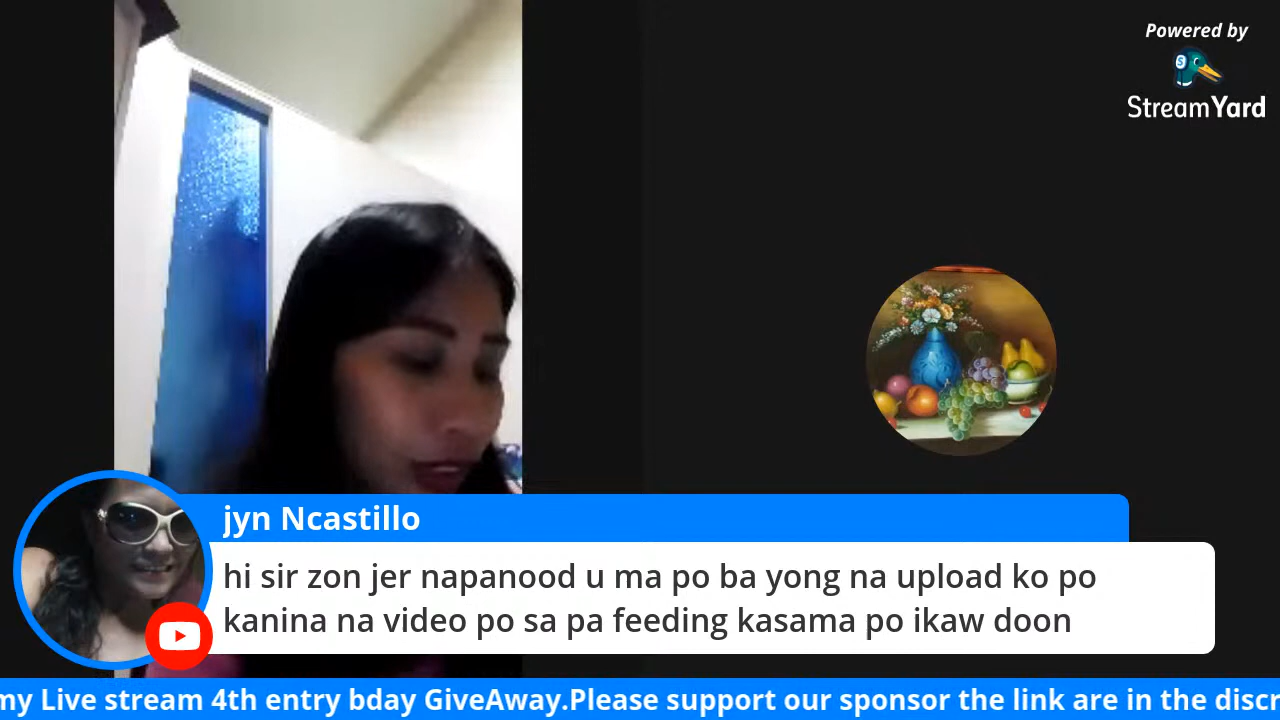 Powered by
StreamYard
jyn Ncastillo
hi sir zon jer napanood u ma po ba yong na upload ko po
kanina na video po sa pa feeding kasama po ikaw doon
my Live stream 4th entry bday GiveAway.Please support our sponsor the link are in the discr